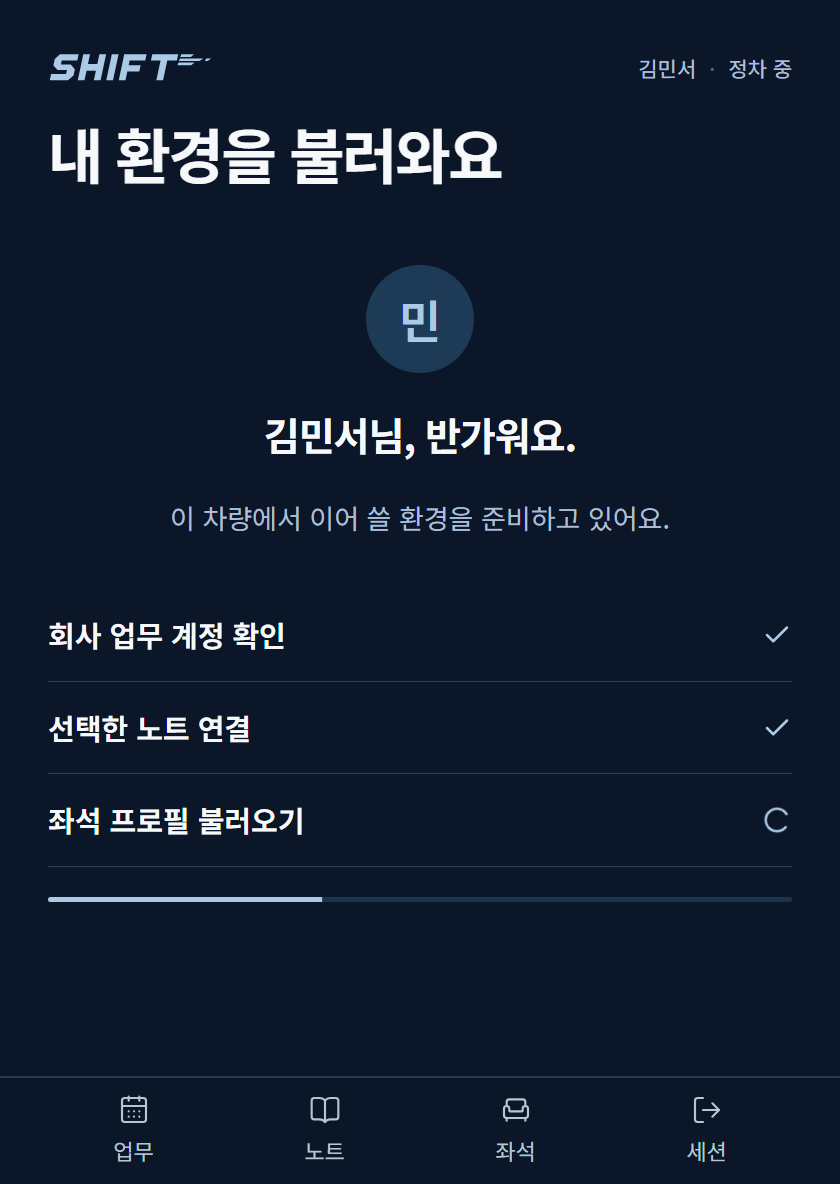 SHIFT
김민서 · 정차 중
내 환경을 불러와요
민
김민서님, 반가워요.
이 차량에서 이어 쓸 환경을 준비하고 있어요.
회사 업무 계정 확인
선택한 노트 연결
좌석 프로필 불러오기
업무
노트
좌석
세션